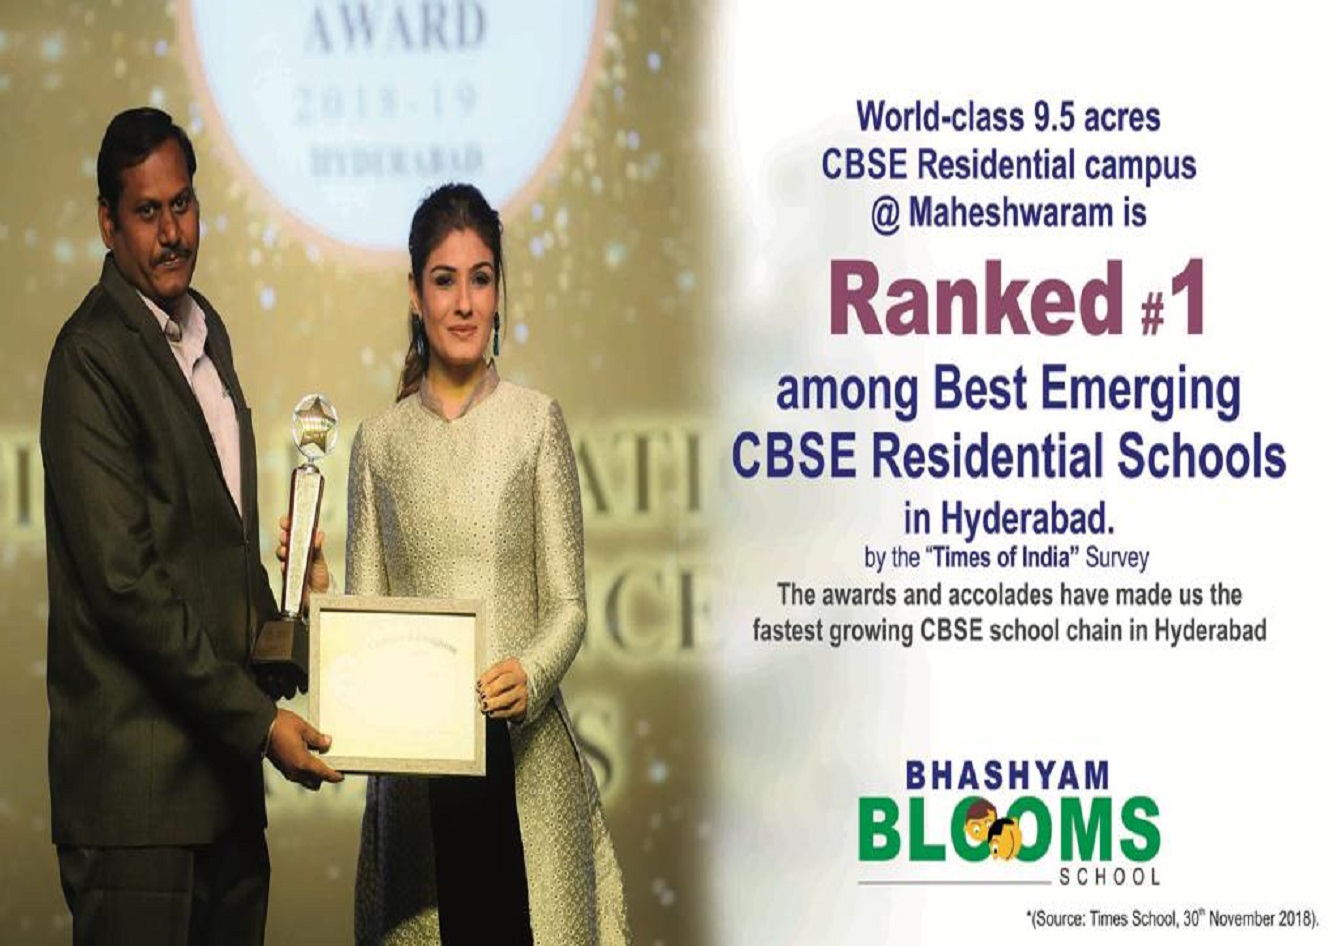 AWARD
2018-19
HYDERABAD
World-class 9.5 acres
CBSE Residential campus
@ Maheshwaram is
Ranked #1
among Best Emerging
CBSE Residential Schools
in Hyderabad.
by the “Times of India” Survey
The awards and accolades have made us the
fastest growing CBSE school chain in Hyderabad
BHASHYAM
BLOOMS
SCHOOL
*(Source: Times School, 30th November 2018).